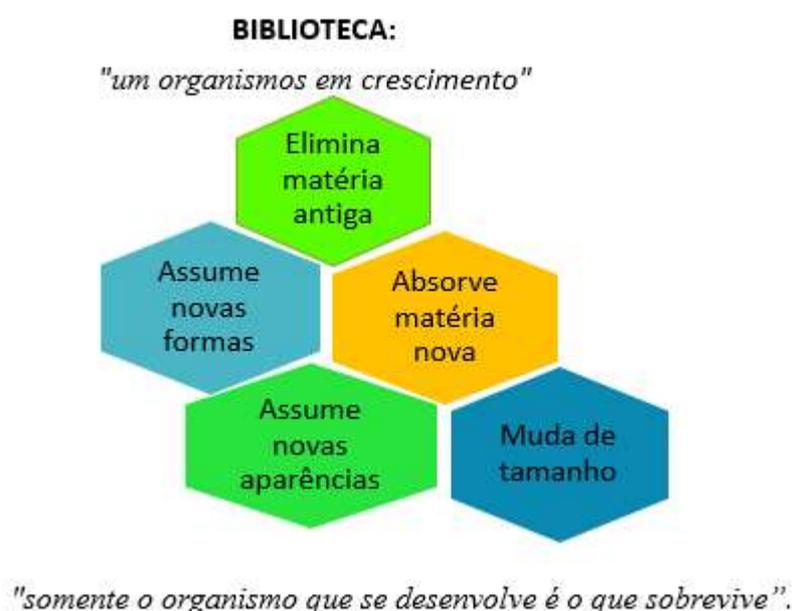 BIBLIOTECA:
"um organismos em crescimento"
Elimina
matéria
antiga
Assume
novas
formas
Absorve
matéria
nova
Assume
novas
aparências
Muda de
tamanho
"somente o organismo que se desenvolve é o que sobrevive”.